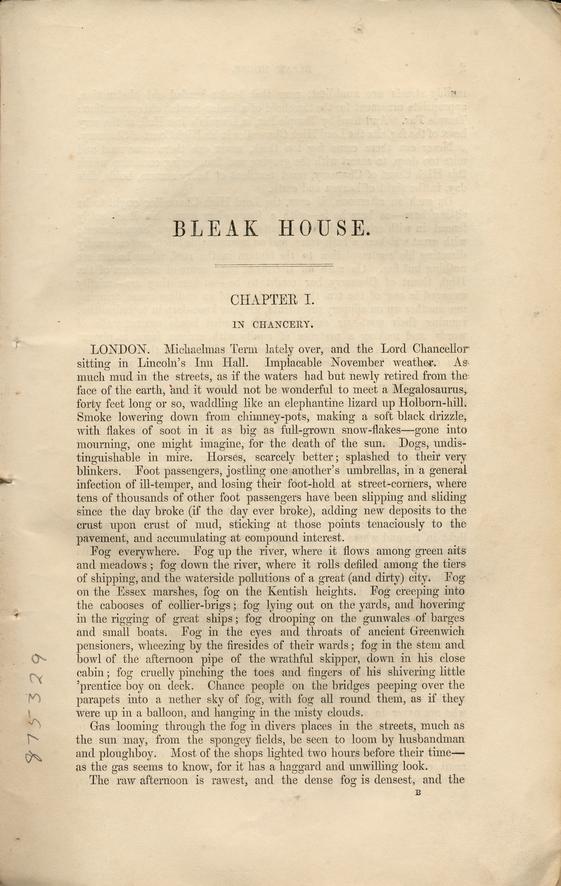 BLEAK HOUSE.
CHAPTER I.
IN CHANCERY.
LONDON. Michaelmas Term lately over, and the Lord Chancellor
sitting in Lincoln's Inn Hall. Implacable November weather. As
much mud in the streets, as if the waters had but newly retired from the
face of the earth, and it would not be wonderful to meet a Megalosaurus,
forty feet long or so, waddling like an elephantine lizard up Holborn-hill.
Smoke lowering down from chimney-pots, making a soft black drizzle,
with flakes of soot in it as big as full-grown snow-flakes—gone into
mourning, one might imagine, for the death of the sun. Dogs, undis-
tinguishable in mire. Horses, scarcely better; splashed to their very
blinkers. Foot passengers, jostling one another's umbrellas, in a general
infection of ill-temper, and losing their foot-hold at street-corners, where
tens of thousands of other foot passengers have been slipping and sliding
since the day broke (if the day ever broke), adding new deposits to the
crust upon crust of mud, sticking at those points tenaciously to the
pavement, and accumulating at compound interest.
Fog everywhere. Fog up the river, where it flows among green aits
and meadows; fog down the river, where it rolls defiled among the tiers
of shipping, and the waterside pollutions of a great (and dirty) city. Fog
on the Essex marshes, fog on the Kentish heights. Fog creeping into
the cabooses of collier-brigs; fog lying out on the yards, and hovering
in the rigging of great ships; fog drooping on the gunwales of barges
and small boats. Fog in the eyes and throats of ancient Greenwich
pensioners, wheezing by the firesides of their wards; fog in the stem and
bowl of the afternoon pipe of the wrathful skipper, down in his close
cabin; fog cruelly pinching the toes and fingers of his shivering little
'prentice boy on deck. Chance people on the bridges peeping over the
parapets into a nether sky of fog, with fog all round them, as if they
were up in a balloon, and hanging in the misty clouds.
Gas looming through the fog in divers places in the streets, much as
the sun may, from the spongey fields, be seen to loom by husbandman
and ploughboy. Most of the shops lighted two hours before their time—
as the gas seems to know, for it has a haggard and unwilling look.
The raw afternoon is rawest, and the dense fog is densest, and the
B
875329